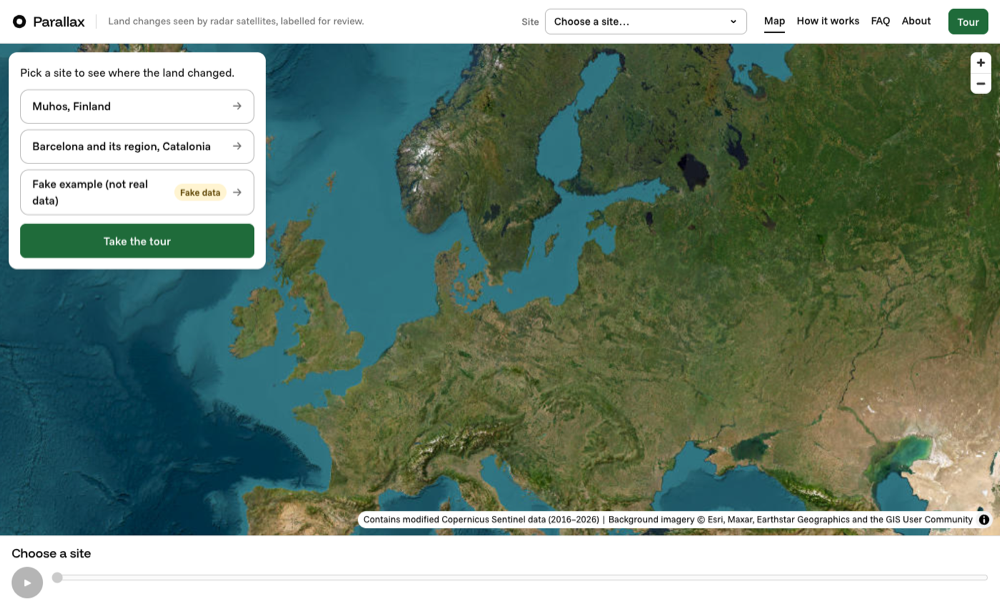 Parallax
Land changes seen by radar satellites, labelled for review.
Site
Choose a site...
Map
How it works
FAQ
About
Tour
Pick a site to see where the land changed.
Muhos, Finland
Barcelona and its region, Catalonia
Fake example (not real
data)
Fake data
Take the tour
Contains modified Copernicus Sentinel data (2016–2026) | Background imagery © Esri, Maxar, Earthstar Geographics and the GIS User Community
Choose a site